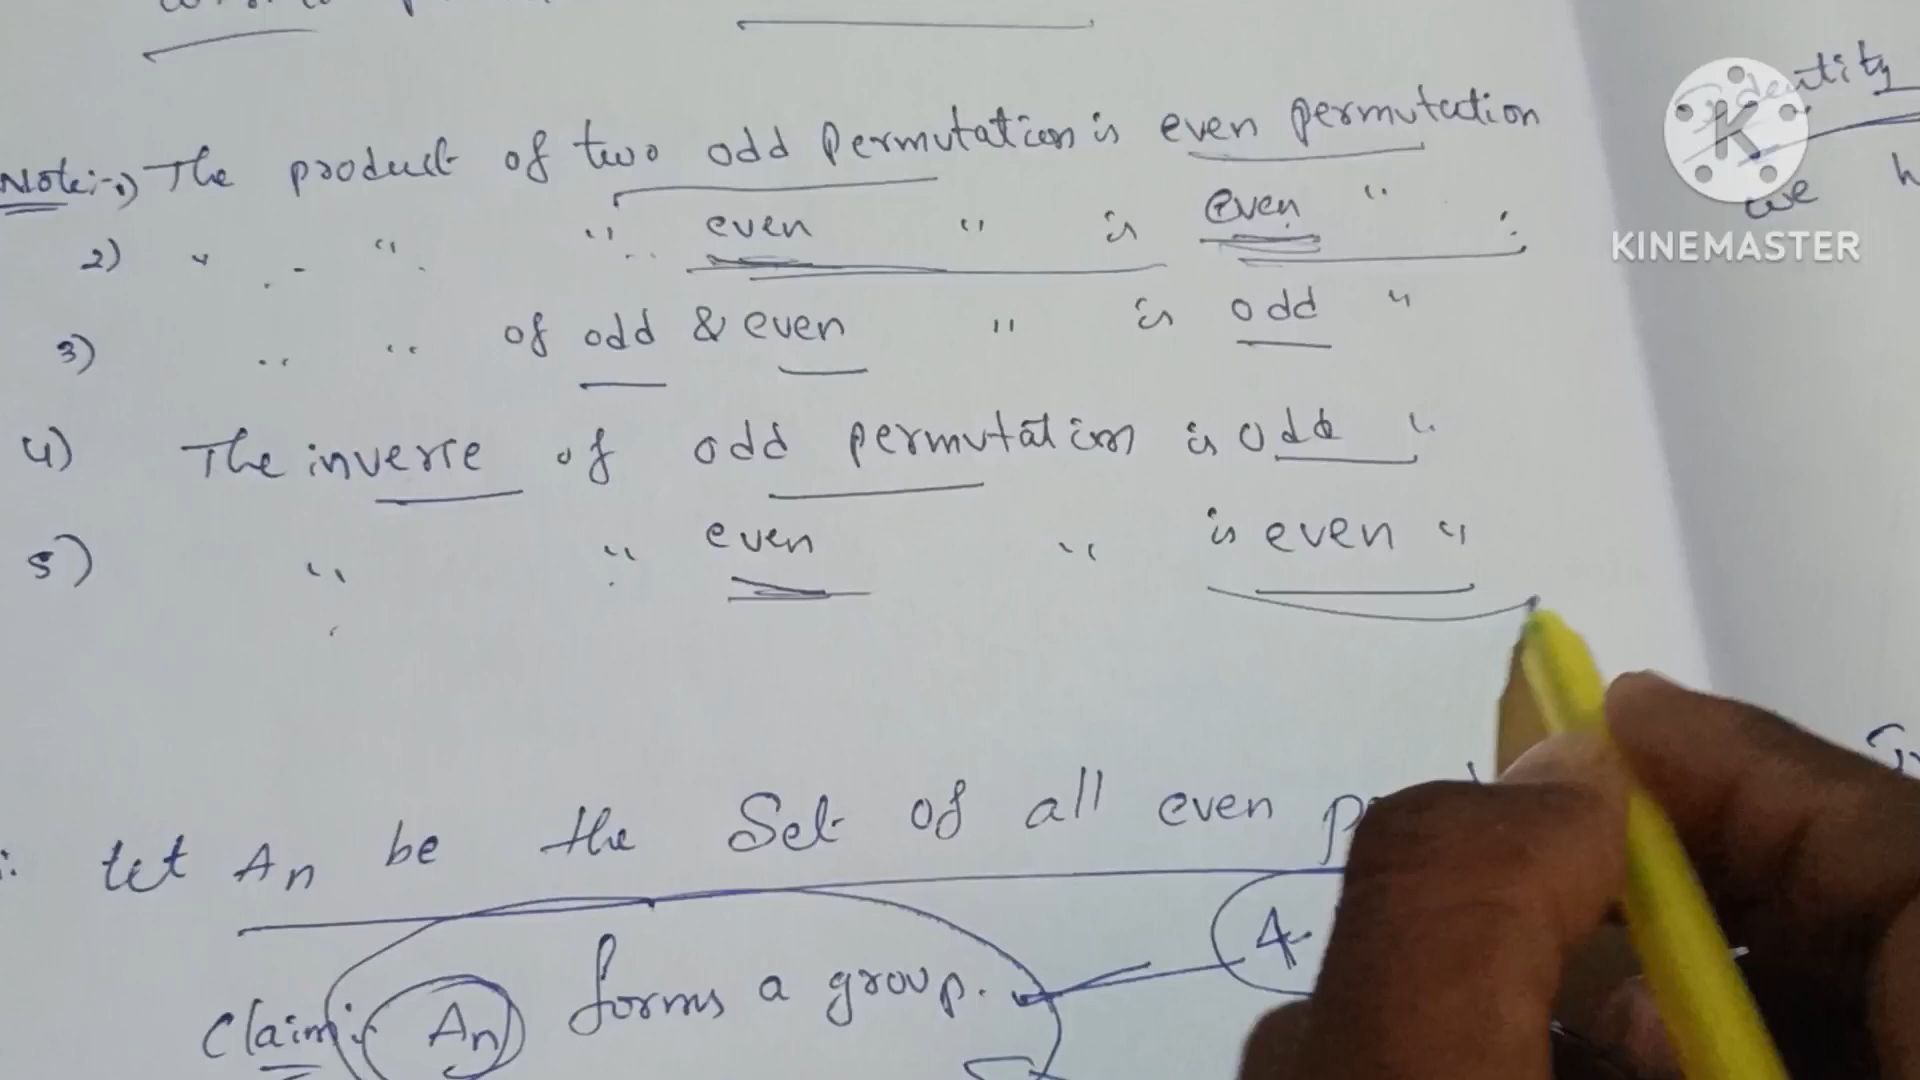 Note:-1) The product of two odd Permutation is even permutation
2) " " " " even " is even "
3) " " of odd & even " is odd "
4) The inverse of odd permutation is odd "
5) " " even " is even "
let An be the Set of all even
Claim:- An forms a group.
Identity
we h
KINEMASTER